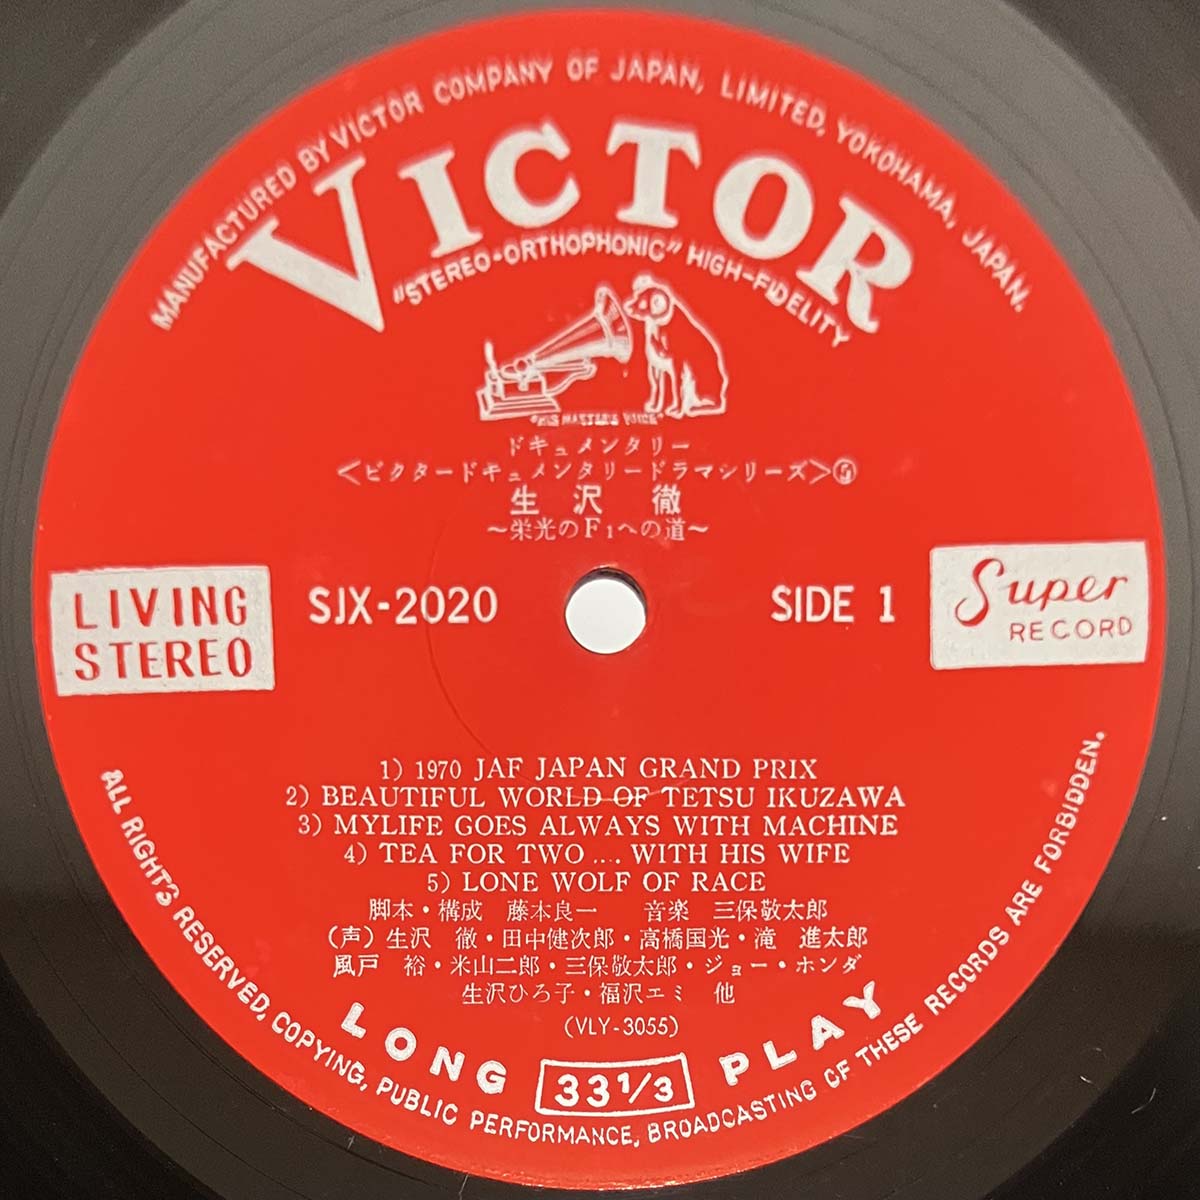 MANUFACTURED BY VICTOR COMPANY OF JAPAN, LIMITED, YOKOHAMA, JAPAN.
VICTOR
"STEREO-ORTHOPHONIC" HIGH-FIDELITY
"HIS MASTER'S VOICE"
ドキュメンタリー
<ビクタードキュメンタリードラマシリーズ>
生沢 徹
~栄光のF1への道~
LIVING
STEREO
SJX-2020
SIDE 1
Super
RECORD
1) 1970 JAF JAPAN GRAND PRIX
2) BEAUTIFUL WORLD OF TETSU IKUZAWA
3) MYLIFE GOES ALWAYS WITH MACHINE
4) TEA FOR TWO .... WITH HIS WIFE
5) LONE WOLF OF RACE
脚本・構成 藤本良一 音楽 三保敬太郎
(声) 生沢 徹・田中健次郎・高橋国光・滝 進太郎
風戸 裕・米山二郎・三保敬太郎・ジョー・ホンダ
生沢ひろ子・福沢エミ 他
(VLY-3055)
LONG 33 1/3 PLAY
ALL RIGHTS RESERVED, COPYING, PUBLIC PERFORMANCE, BROADCASTING OF THESE RECORDS ARE FORBIDDEN.